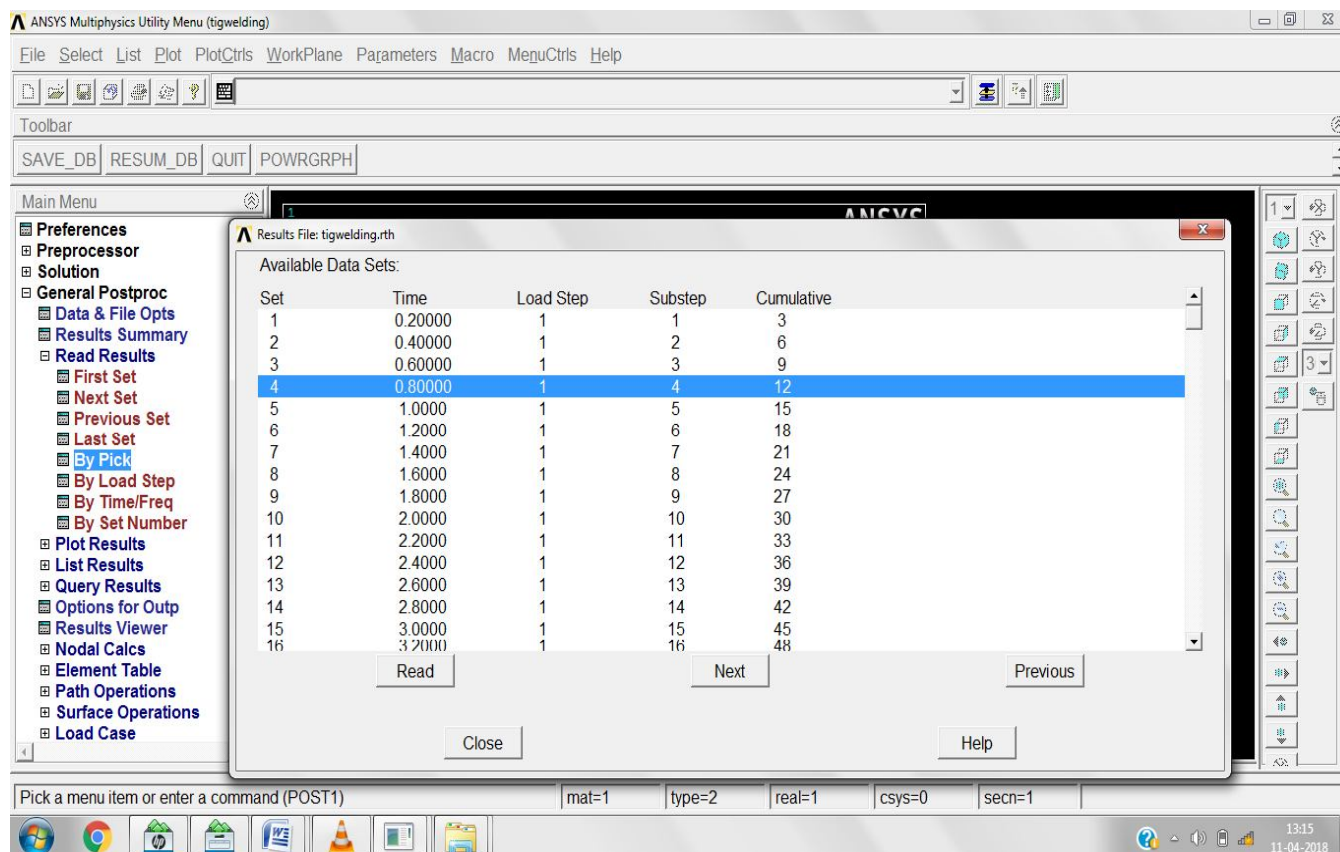 ANSYS Multiphysics Utility Menu (tigwelding)
File Select List Plot PlotCtrls WorkPlane Parameters Macro MenuCtrls Help
Toolbar
SAVE_DB RESUM_DB QUIT POWRGRPH
Main Menu
Preferences
Preprocessor
Solution
General Postproc
Data & File Opts
Results Summary
Read Results
First Set
Next Set
Previous Set
Last Set
By Pick
By Load Step
By Time/Freq
By Set Number
Plot Results
List Results
Query Results
Options for Outp
Results Viewer
Nodal Calcs
Element Table
Path Operations
Surface Operations
Load Case
1
ANSYS
Results File: tigwelding.rth
Available Data Sets:
Set Time Load Step Substep Cumulative
1 0.20000 1 1 3
2 0.40000 1 2 6
3 0.60000 1 3 9
4 0.80000 1 4 12
5 1.0000 1 5 15
6 1.2000 1 6 18
7 1.4000 1 7 21
8 1.6000 1 8 24
9 1.8000 1 9 27
10 2.0000 1 10 30
11 2.2000 1 11 33
12 2.4000 1 12 36
13 2.6000 1 13 39
14 2.8000 1 14 42
15 3.0000 1 15 45
16 3.2000 1 16 48
Read Next Previous
Close Help
1
3
Pick a menu item or enter a command (POST1) mat=1 type=2 real=1 csys=0 secn=1
13:15
11-04-2018